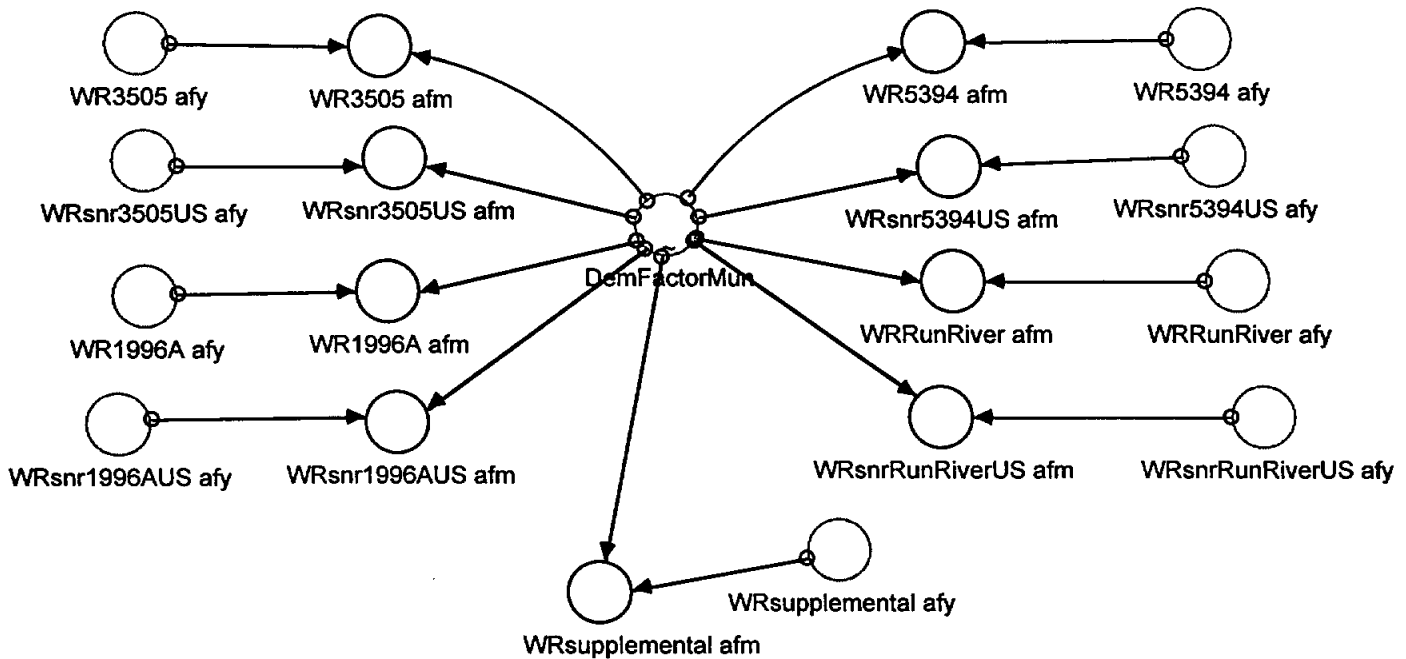 WR3505 afy
WR3505 afm
WR5394 afm
WR5394 afy
WRsnr3505US afy
WRsnr3505US afm
WRsnr5394US afm
WRsnr5394US afy
DemFactorMun
WR1996A afy
WR1996A afm
WRRunRiver afm
WRRunRiver afy
WRsnr1996AUS afy
WRsnr1996AUS afm
WRsnrRunRiverUS afm
WRsnrRunRiverUS afy
WRsupplemental afy
WRsupplemental afm